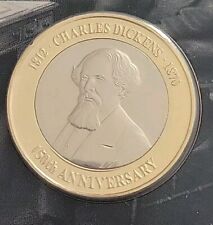 1812 · CHARLES DICKENS · 1870
150th ANNIVERSARY